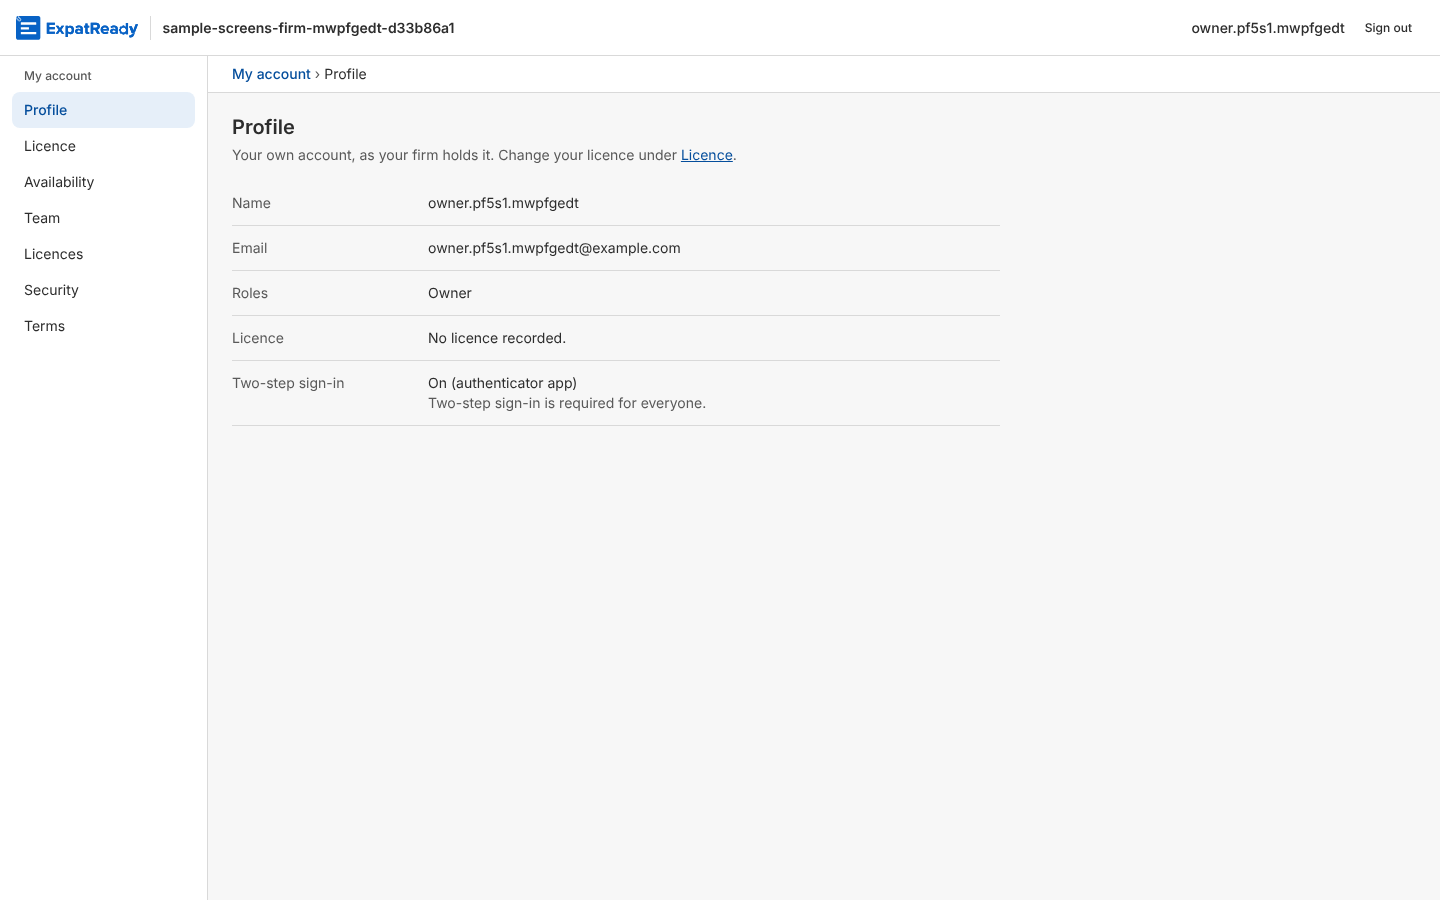 ExpatReady
sample-screens-firm-mwpfgedt-d33b86a1
owner.pf5s1.mwpfgedt
Sign out
My account
Profile
Licence
Availability
Team
Licences
Security
Terms
My account › Profile
Profile
Your own account, as your firm holds it. Change your licence under Licence.
Name owner.pf5s1.mwpfgedt
Email owner.pf5s1.mwpfgedt@example.com
Roles Owner
Licence No licence recorded.
Two-step sign-in On (authenticator app)
Two-step sign-in is required for everyone.